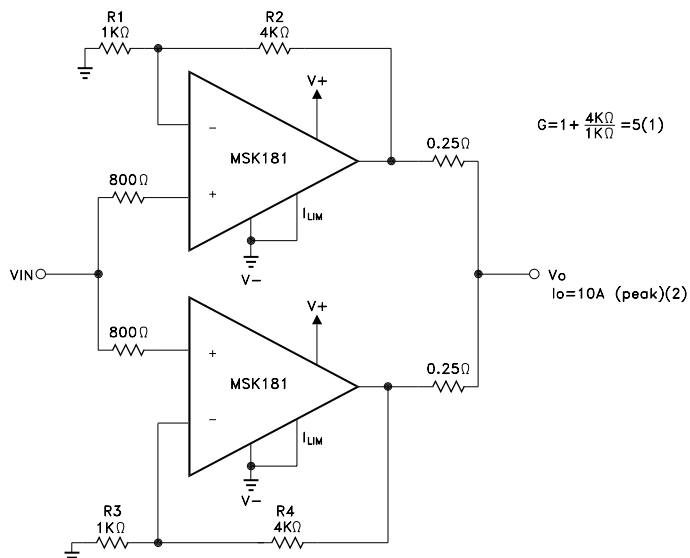 R1
1KΩ
R2
4KΩ
V+
−
MSK181
+
ILIM
V-
0.25Ω
G=1+ 4KΩ/1KΩ =5(1)
800Ω
VIN
Vo
Io=10A (peak)(2)
800Ω
V+
+
MSK181
−
ILIM
V-
0.25Ω
R3
1KΩ
R4
4KΩ